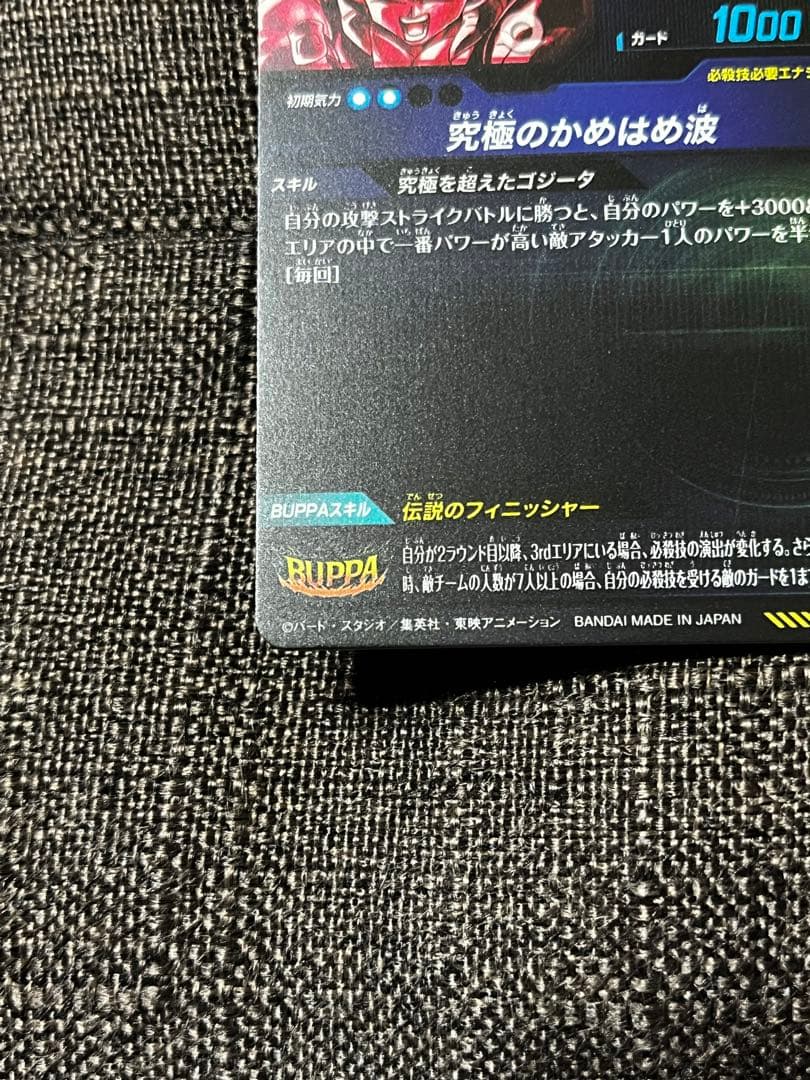 ガード 1000
必殺技必要エナジ
初期気力
究極のかめはめ波
スキル 究極を超えたゴジータ
自分の攻撃ストライクバトルに勝つと、自分のパワーを+3000&
エリアの中で一番パワーが高い敵アタッカー1人のパワーを半
[毎回]
BUPPAスキル 伝説のフィニッシャー
自分が2ラウンド目以降、3rdエリアにいる場合、必殺技の演出が変化する。さら
BUPPA
時、敵チームの人数が7人以上の場合、自分の必殺技を受ける敵のガードを1ま
©バード・スタジオ/集英社・東映アニメーション BANDAI MADE IN JAPAN